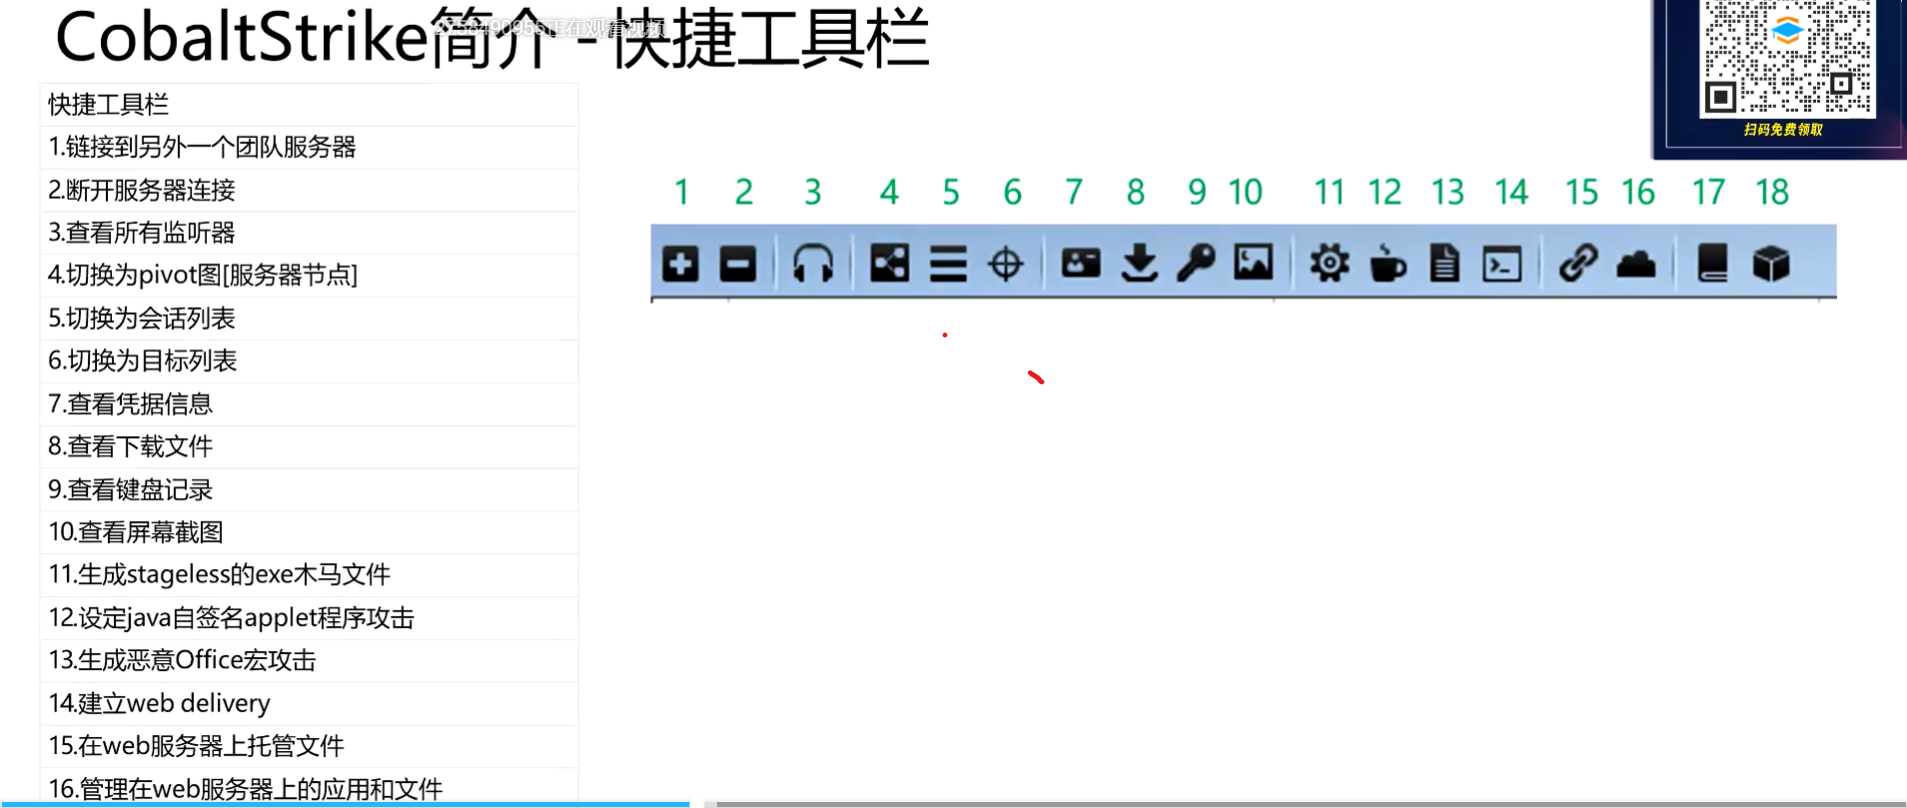 CobaltStrike简介-快捷工具栏
正在观看视频
扫码免费领取
快捷工具栏
1.链接到另外一个团队服务器
2.断开服务器连接
3.查看所有监听器
4.切换为pivot图[服务器节点]
5.切换为会话列表
6.切换为目标列表
7.查看凭据信息
8.查看下载文件
9.查看键盘记录
10.查看屏幕截图
11.生成stageless的exe木马文件
12.设定java自签名applet程序攻击
13.生成恶意Office宏攻击
14.建立web delivery
15.在web服务器上托管文件
16.管理在web服务器上的应用和文件
1 2 3 4 5 6 7 8 9 10 11 12 13 14 15 16 17 18